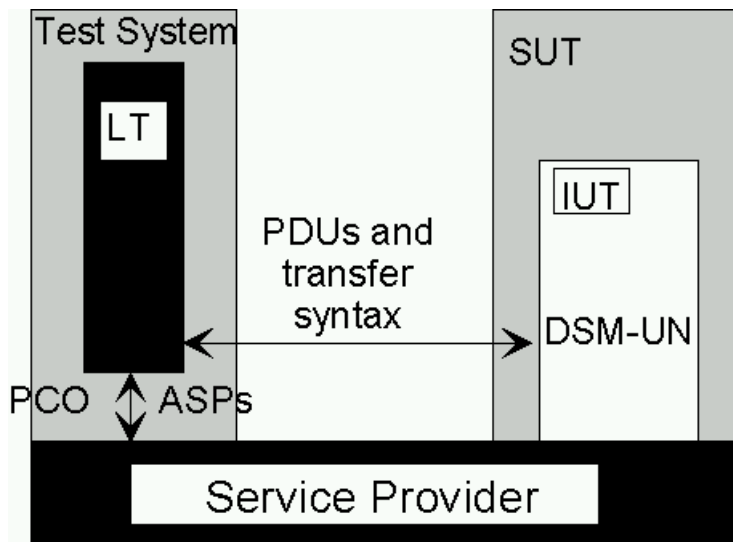 Test System
SUT
LT
IUT
PDUs and
transfer
syntax
DSM-UN
PCO
ASPs
Service Provider